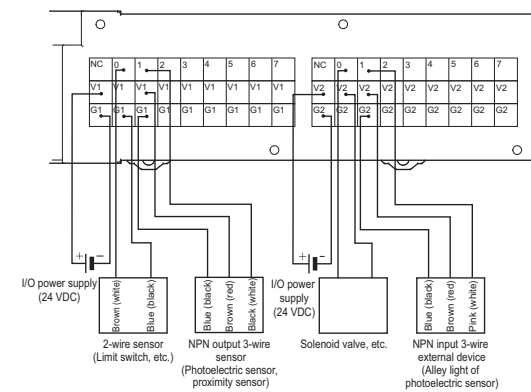 NC 0 1 2 3 4 5 6 7
V1 V1 V1 V1 V1 V1 V1 V1 V1
G1 G1 G1 G1 G1 G1 G1 G1 G1
NC 0 1 2 3 4 5 6 7
V2 V2 V2 V2 V2 V2 V2 V2 V2
G2 G2 G2 G2 G2 G2 G2 G2 G2
+ −
I/O power supply
(24 VDC)
Brown (white)
Blue (black)
2-wire sensor
(Limit switch, etc.)
Blue (black)
Brown (red)
Black (white)
NPN output 3-wire
sensor
(Photoelectric sensor,
proximity sensor)
+ −
I/O power
supply
(24 VDC)
Solenoid valve, etc.
Blue (black)
Brown (red)
Pink (white)
NPN input 3-wire
external device
(Alley light of
photoelectric sensor)